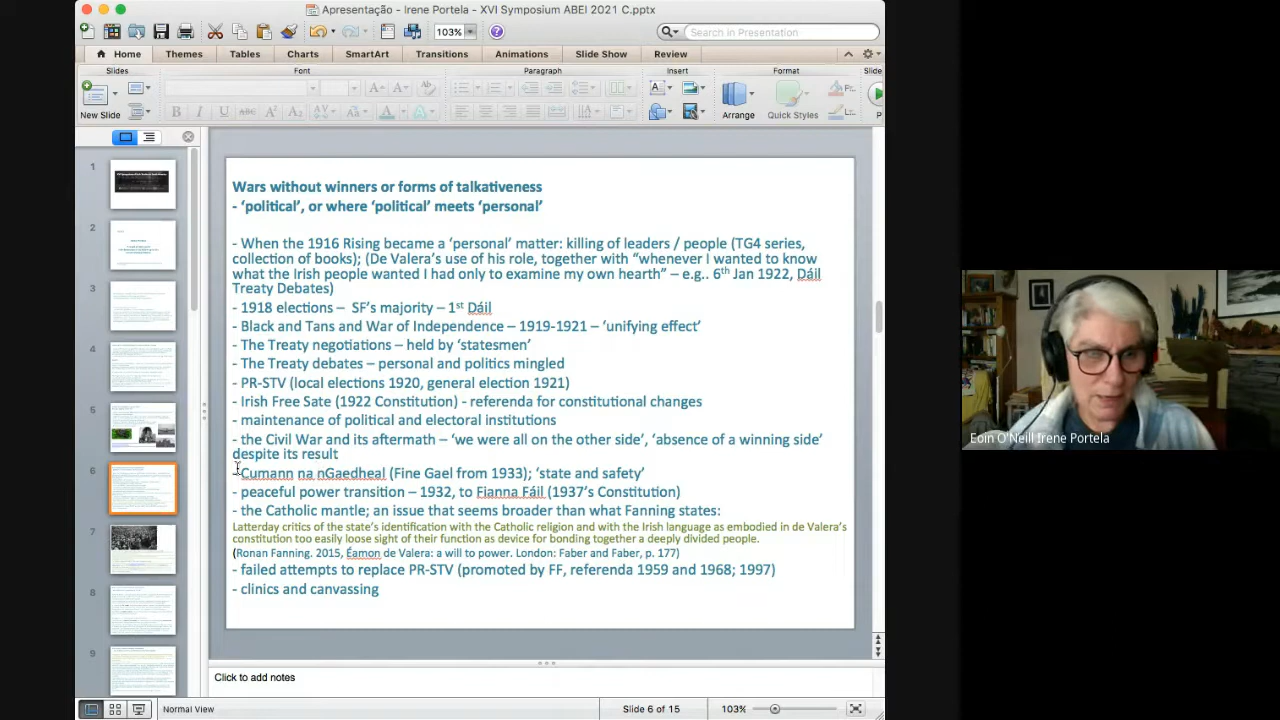 Apresentação - Irene Portela - XVI Symposium ABEI 2021 C.pptx
103%
Search in Presentation
Home Themes Tables Charts SmartArt Transitions Animations Slide Show Review
Slides Font Paragraph Insert Format Slide
New Slide Arrange Quick Styles
1
2
3
4
5
6
7
8
9
Wars without winners or forms of talkativeness
- ‘political’, or where ‘political’ meets ‘personal’
When the 1916 Rising became a ‘personal’ matter: killing of leaders / people (TG4 series,
collection of books); (De Valera’s use of his role, together with “whenever I wanted to know
what the Irish people wanted I had only to examine my own hearth” – e.g.. 6th Jan 1922, Dáil
Treaty Debates)
1918 elections – SF’s majority – 1st Dáil
Black and Tans and War of Independence – 1919-1921 – ‘unifying effect’
The Treaty negotiations – held by ‘statesmen’
The Treaty debates – personal and politics mingled
PR-STV (local elections 1920, general election 1921)
- Irish Free Sate (1922 Constitution) - referenda for constitutional changes
maintenance of political and electoral institutions
the Civil War and its aftermath – ‘we were all on the other side’, ‘absence of a winning side’
despite its result
Cumann na nGaedheal (Fine Gael from 1933); ‘state and safety’
peaceful power transition – 1932, to Fianna Fáil (1937’s Constitution)
the Catholic mantle; an issue that seems broader than what Fanning states:
Latterday critics of the state’s identification with the Catholic religion and with the Irish language as embodied in de Valera’s
constitution too easily loose sight of their function as device for bonding together a deeply divided people.
(Ronan Fanning. 2015, Éamon de Valera: a will to power. London: Faber and Faber, p. 177)
failed attempts to replace PR-STV (promoted by FF, referenda 1959 and 1968; 1997)
clinics and canvassing
Click to add notes
Normal View Slide 6 of 15 103%
Eoin O'Neill Irene Portela